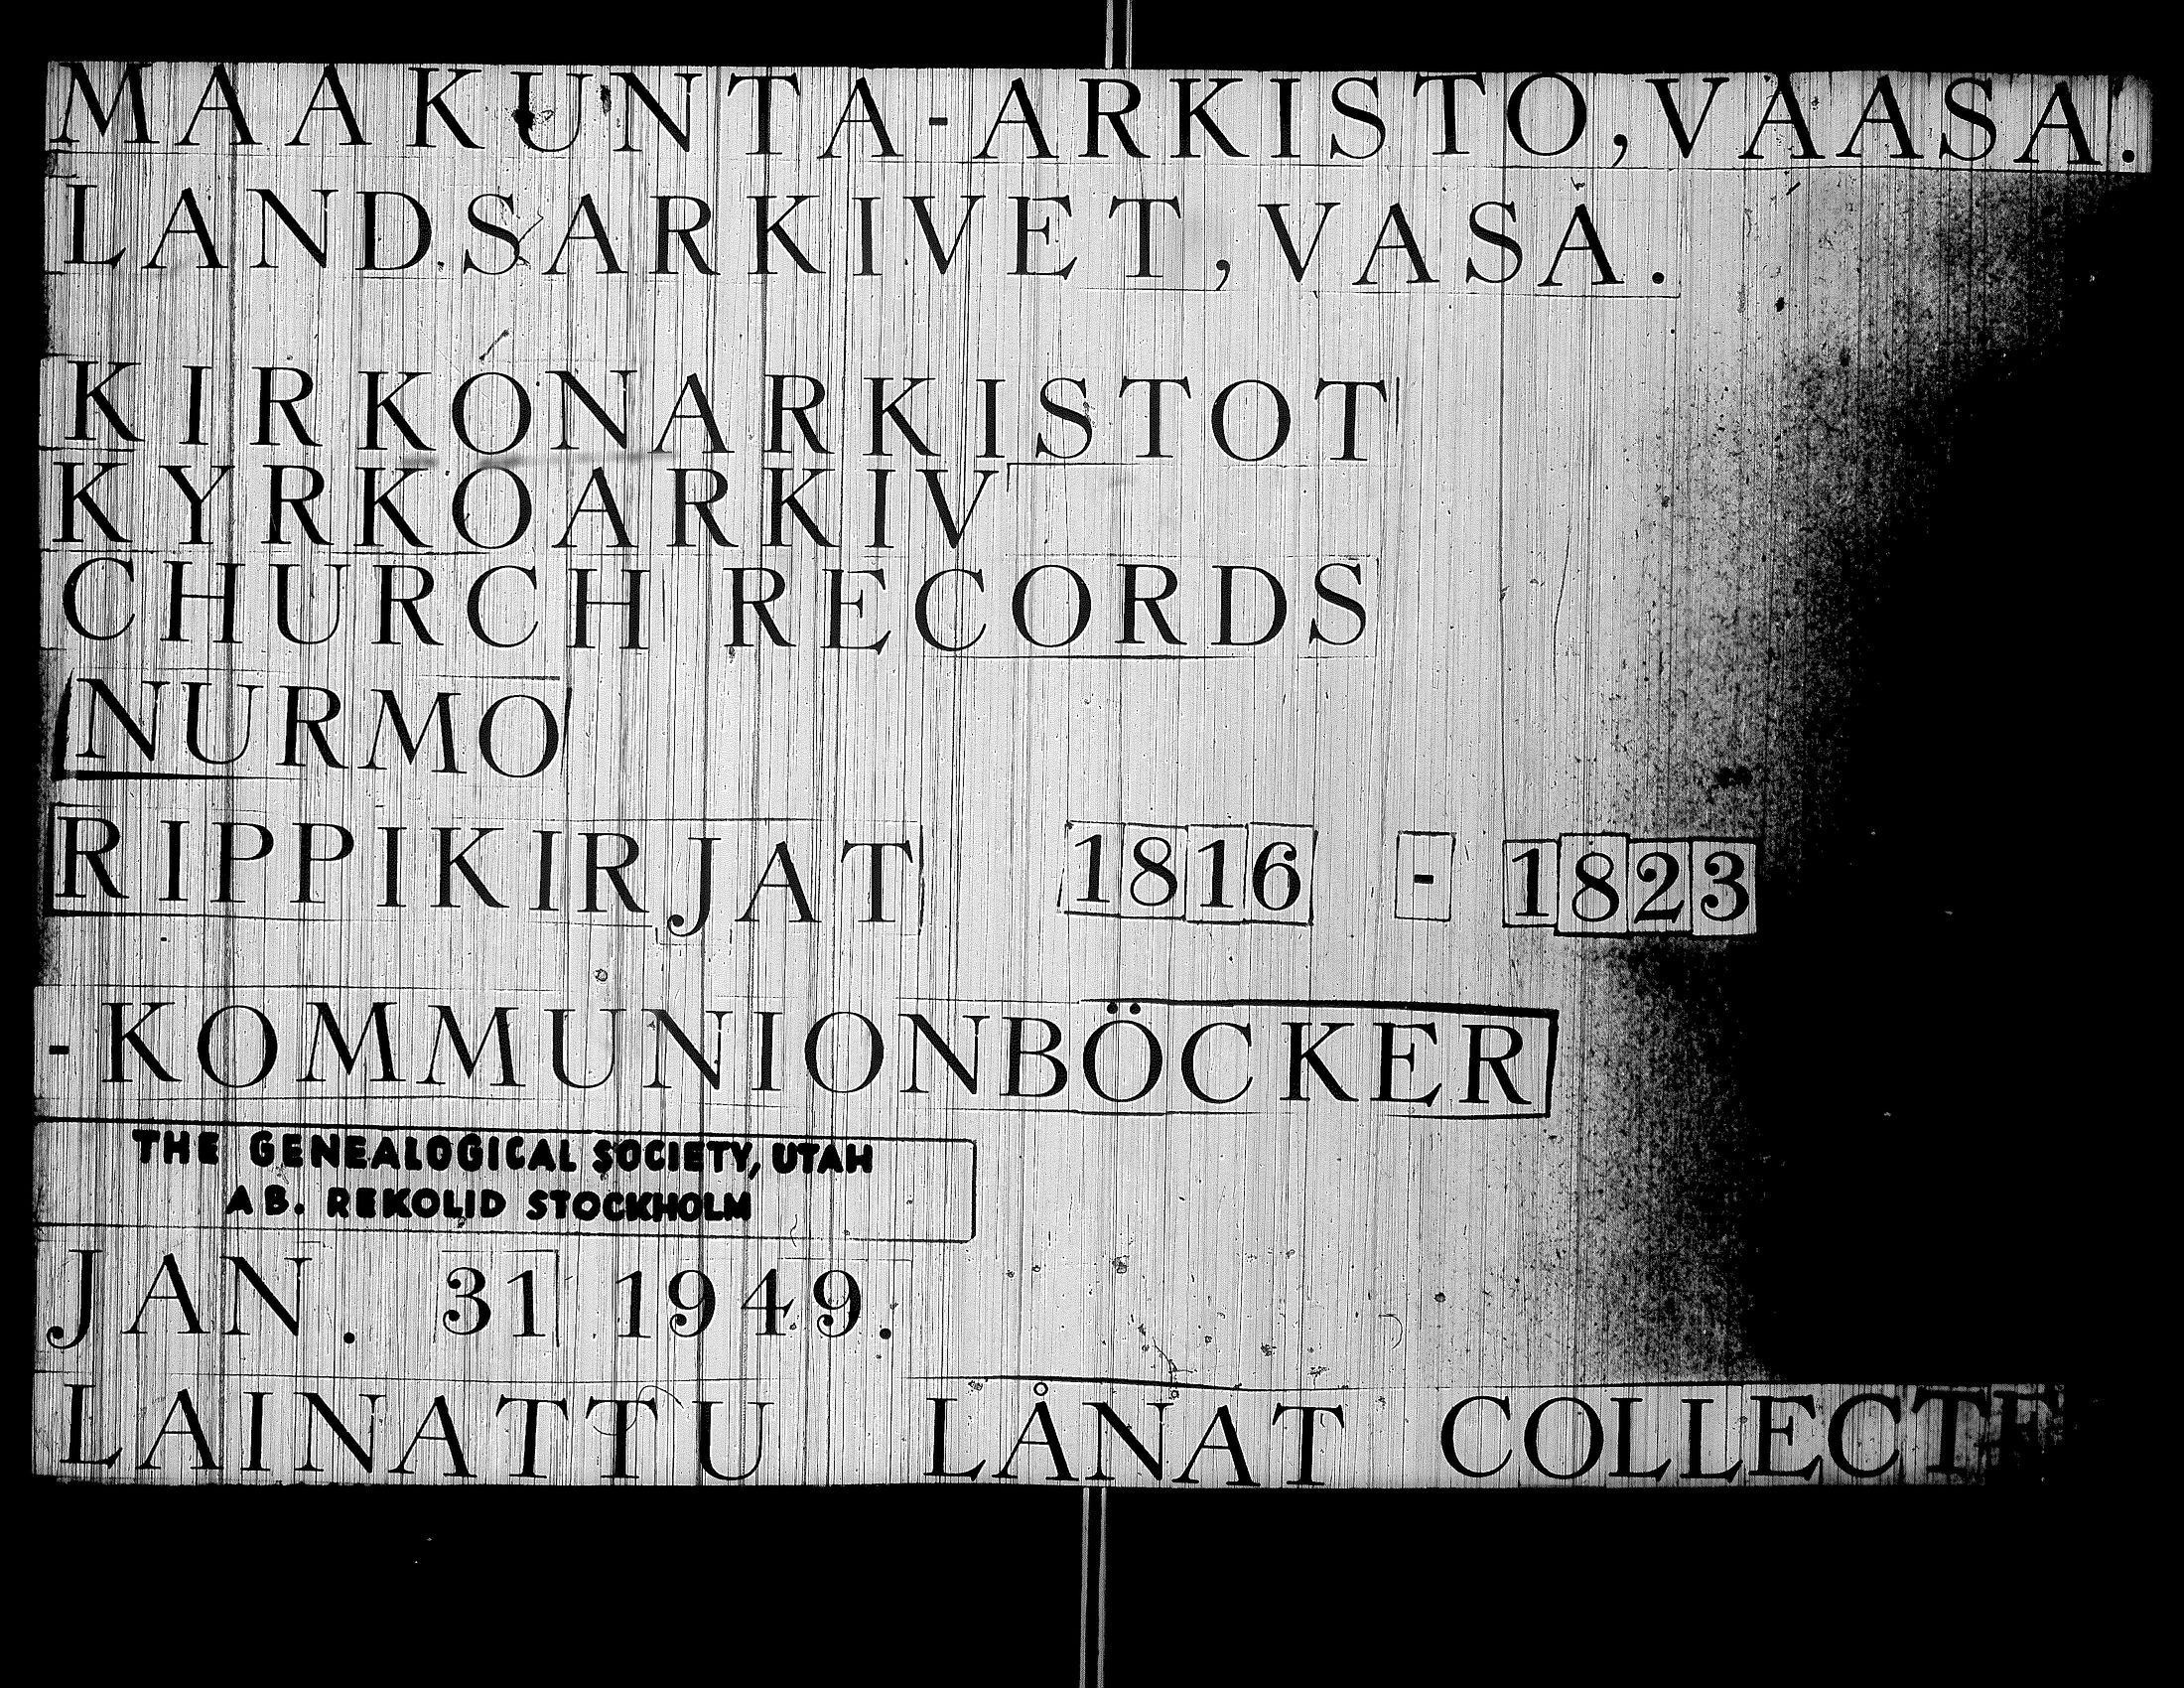 MAAKUNTA-ARKISTO, VAASA.
LANDSARKIVET, VASA.
KIRKONARKISTOT
KYRKOARKIV
CHURCH RECORDS
NURMO
RIPPIKIRJAT 1816 - 1823
-KOMMUNIONBÖCKER
THE GENEALOGICAL SOCIETY, UTAH
AB. REKOLID STOCKHOLM
JAN. 31 1949.
LAINATTU LÅNAT